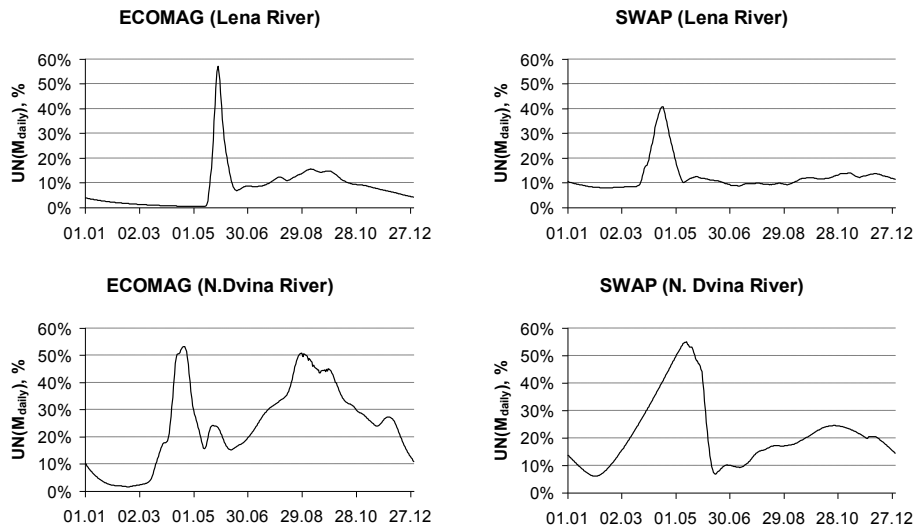 ECOMAG (Lena River)
UN(Mdaily), %
60%
50%
40%
30%
20%
10%
0%
01.01 02.03 01.05 30.06 29.08 28.10 27.12
SWAP (Lena River)
UN(Mdaily), %
60%
50%
40%
30%
20%
10%
0%
01.01 02.03 01.05 30.06 29.08 28.10 27.12
ECOMAG (N.Dvina River)
UN(Mdaily), %
60%
50%
40%
30%
20%
10%
0%
01.01 02.03 01.05 30.06 29.08 28.10 27.12
SWAP (N. Dvina River)
UN(Mdaily), %
60%
50%
40%
30%
20%
10%
0%
01.01 02.03 01.05 30.06 29.08 28.10 27.12